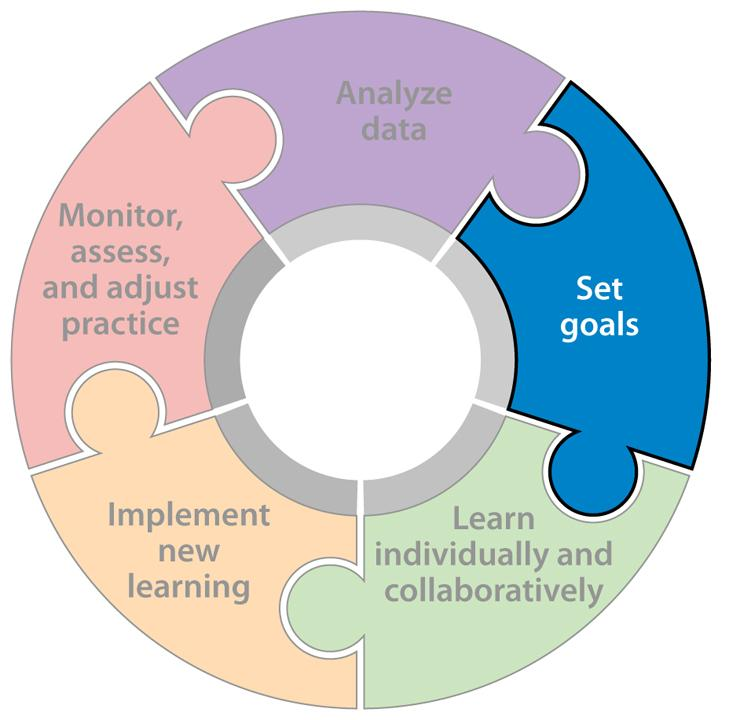 Analyze
data
Set
goals
Learn
individually and
collaboratively
Implement
new
learning
Monitor,
assess,
and adjust
practice